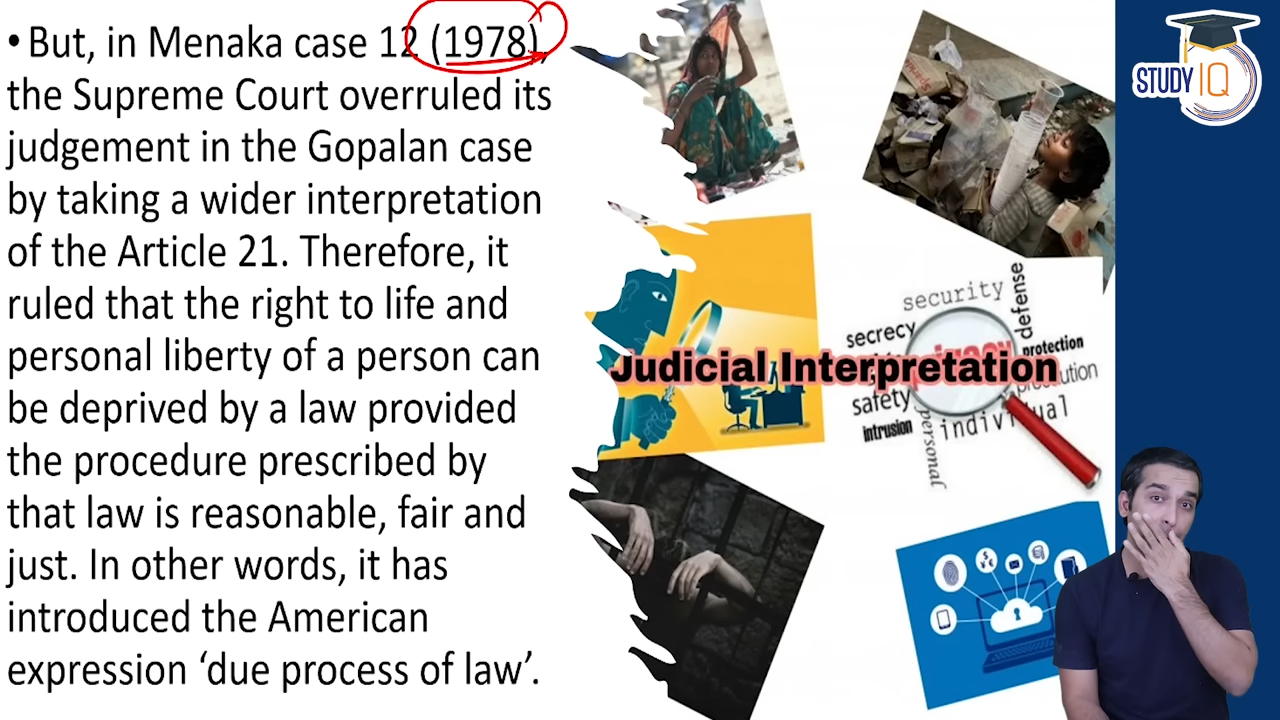 • But, in Menaka case 12 (1978),
the Supreme Court overruled its
judgement in the Gopalan case
by taking a wider interpretation
of the Article 21. Therefore, it
ruled that the right to life and
personal liberty of a person can
be deprived by a law provided
the procedure prescribed by
that law is reasonable, fair and
just. In other words, it has
introduced the American
expression ‘due process of law’.
STUDY IQ
security
defense
secrecy
protection
Judicial Interpretation
safety
intrusion
personal
individual